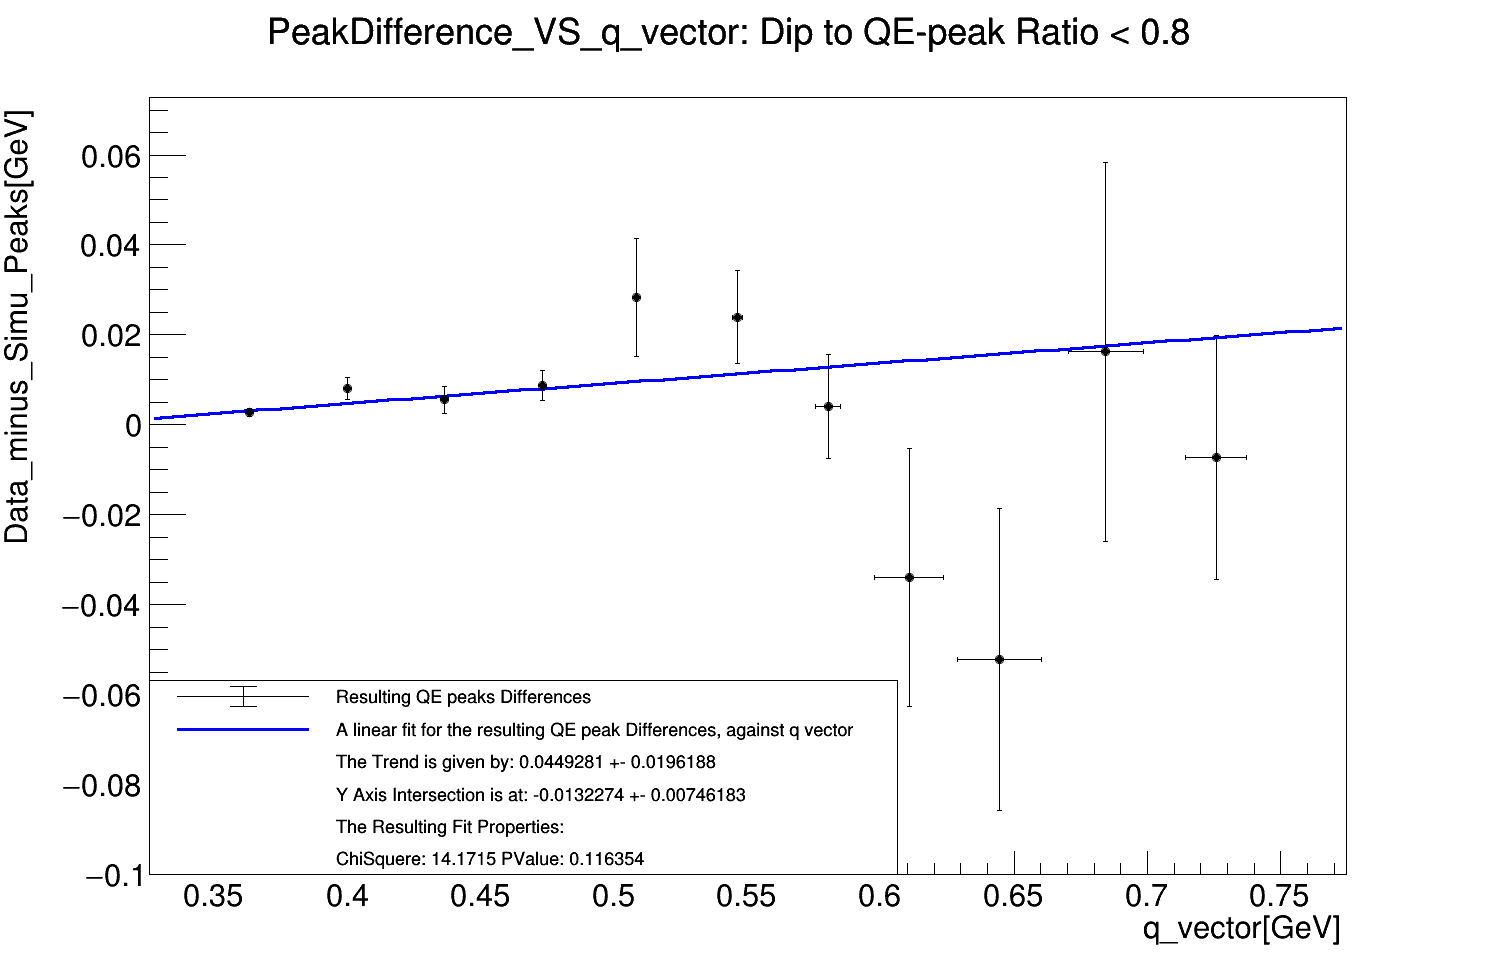 PeakDifference_VS_q_vector: Dip to QE-peak Ratio < 0.8
Data_minus_Simu_Peaks[GeV]
0.06
0.04
0.02
0
−0.02
−0.04
−0.06
−0.08
−0.1
Resulting QE peaks Differences
A linear fit for the resulting QE peak Differences, against q vector
The Trend is given by: 0.0449281 +- 0.0196188
Y Axis Intersection is at: -0.0132274 +- 0.00746183
The Resulting Fit Properties:
ChiSquere: 14.1715 PValue: 0.116354
0.35 0.4 0.45 0.5 0.55 0.6 0.65 0.7 0.75
q_vector[GeV]